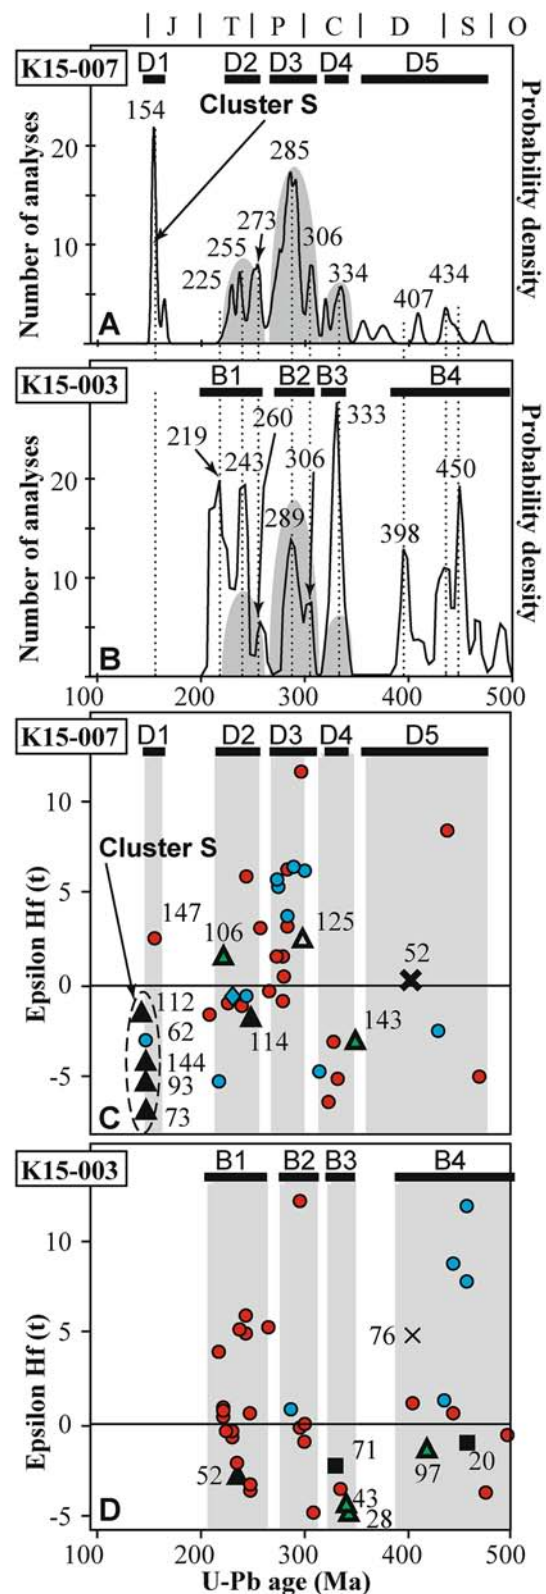 J T P C D S O
K15-007 D1 D2 D3 D4 D5
Number of analyses
Probability density
Cluster S
154
285
273
255
306
225
334
434
407
20
10
A
K15-003 B1 B2 B3 B4
Number of analyses
Probability density
219
243
260
333
306
289
450
398
20
10
B
100 200 300 400 500
K15-007 D1 D2 D3 D4 D5
Epsilon Hf (t)
10
5
0
-5
Cluster S
147
106
125
52
112
62
144
93
73
114
143
C
K15-003 B1 B2 B3 B4
Epsilon Hf (t)
10
5
0
-5
76
71
52
43
28
97
20
D
100 200 300 400 500
U-Pb age (Ma)